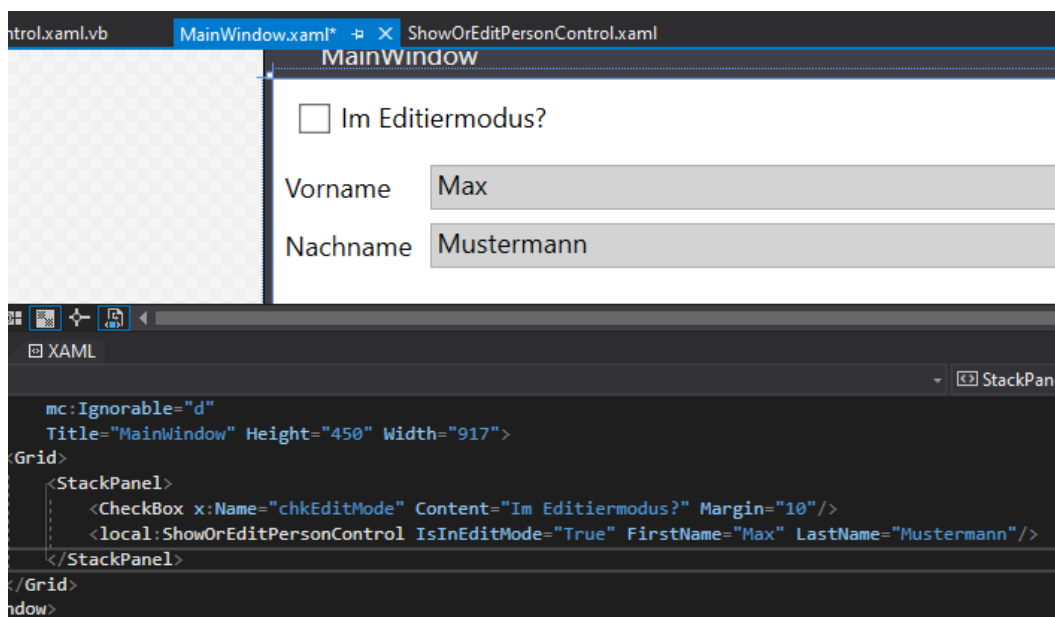 ntrol.xaml.vb MainWindow.xaml* ShowOrEditPersonControl.xaml
MainWindow
Im Editiermodus?
Vorname Max
Nachname Mustermann
XAML
StackPan
mc:Ignorable="d"
Title="MainWindow" Height="450" Width="917">
<Grid>
<StackPanel>
<CheckBox x:Name="chkEditMode" Content="Im Editiermodus?" Margin="10"/>
<local:ShowOrEditPersonControl IsInEditMode="True" FirstName="Max" LastName="Mustermann"/>
</StackPanel>
</Grid>
ndow>